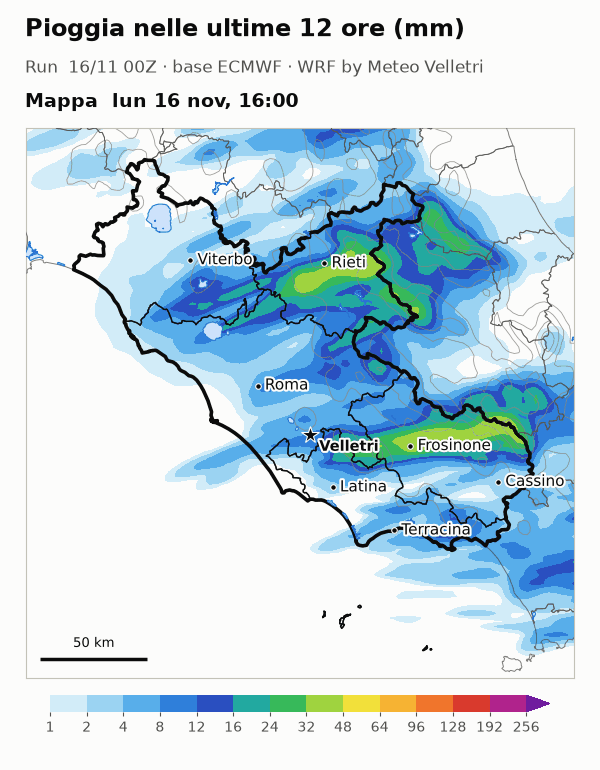 Pioggia nelle ultime 12 ore (mm)
Run  16/11 00Z · base ECMWF · WRF by Meteo Velletri
Mappa  lun 16 nov, 16:00
Viterbo
Rieti
Roma
Velletri
Frosinone
Latina
Cassino
Terracina
50 km
1 2 4 8 12 16 24 32 48 64 96 128 192 256